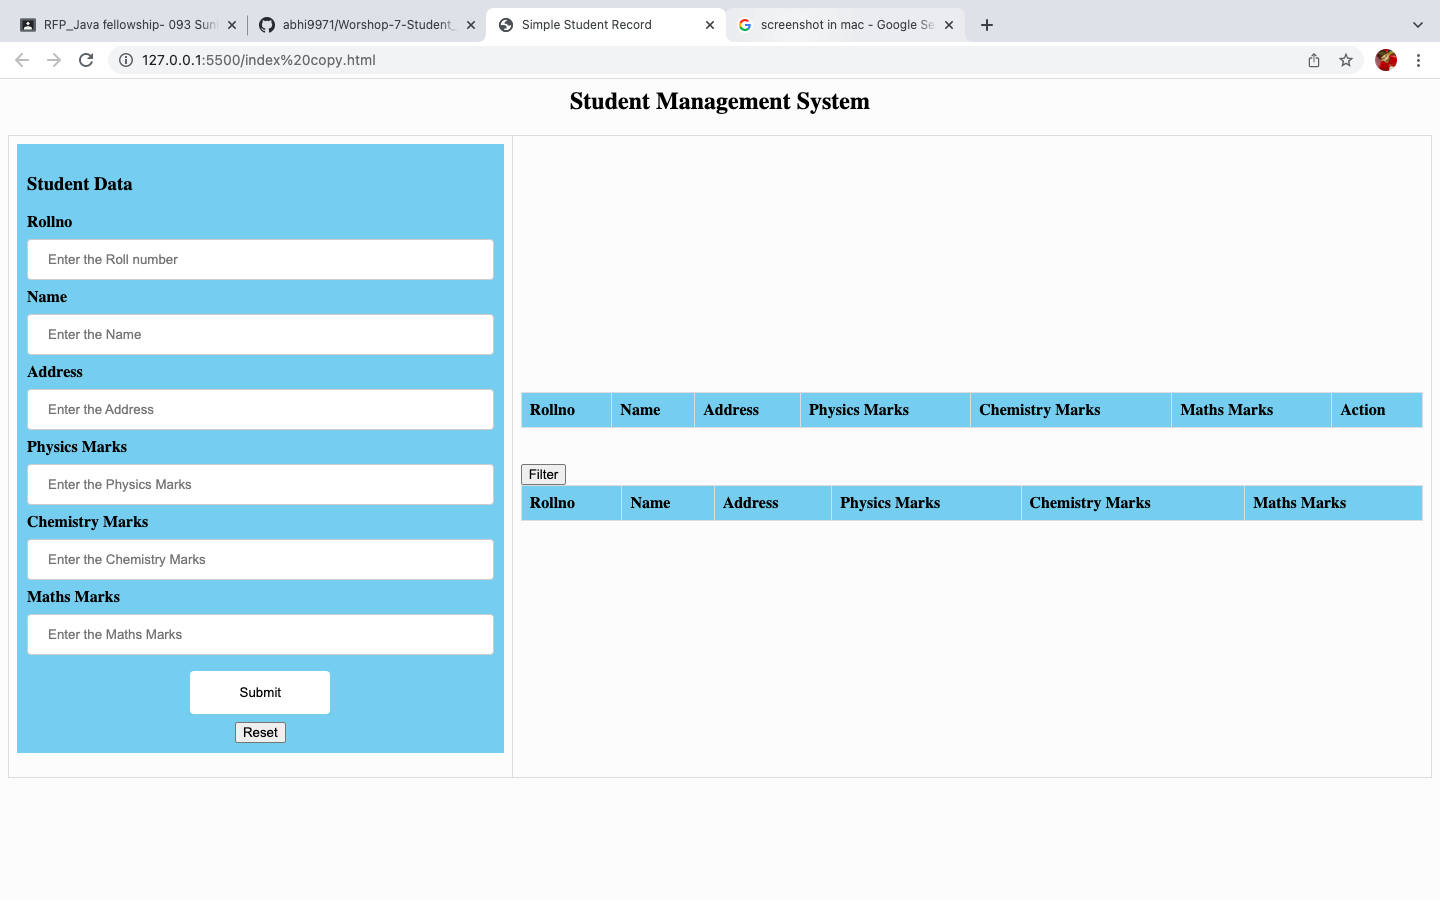 RFP_Java fellowship- 093 Sun
abhi9971/Worshop-7-Student_
Simple Student Record
screenshot in mac - Google Se
127.0.0.1:5500/index%20copy.html
Student Management System
Student Data
Rollno
Enter the Roll number
Name
Enter the Name
Address
Enter the Address
Physics Marks
Enter the Physics Marks
Chemistry Marks
Enter the Chemistry Marks
Maths Marks
Enter the Maths Marks
Submit
Reset
Rollno Name Address Physics Marks Chemistry Marks Maths Marks Action
Filter
Rollno Name Address Physics Marks Chemistry Marks Maths Marks